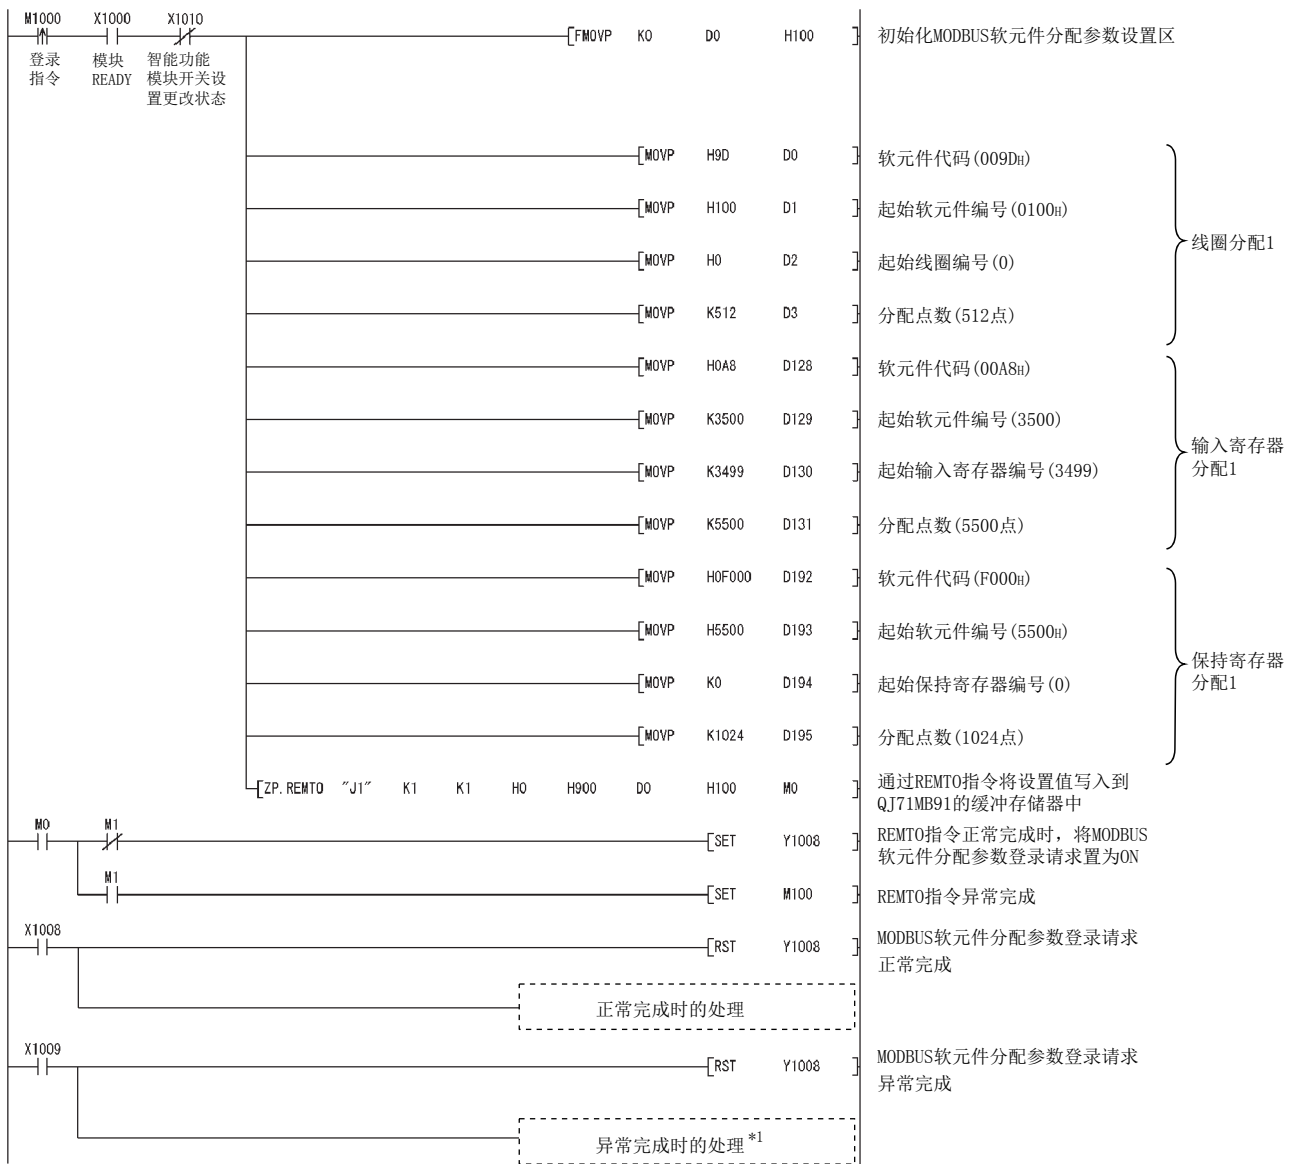 M1000 X1000 X1010
登录
指令
模块
READY
智能功能
模块开关设
置更改状态
FMOVP K0 D0 H100 初始化MODBUS软元件分配参数设置区
MOVP H9D D0 软元件代码(009DH)
MOVP H100 D1 起始软元件编号(0100H)
线圈分配1
MOVP H0 D2 起始线圈编号(0)
MOVP K512 D3 分配点数(512点)
MOVP H0A8 D128 软元件代码(00A8H)
MOVP K3500 D129 起始软元件编号(3500)
输入寄存器
分配1
MOVP K3499 D130 起始输入寄存器编号(3499)
MOVP K5500 D131 分配点数(5500点)
MOVP H0F000 D192 软元件代码(F000H)
MOVP H5500 D193 起始软元件编号(5500H)
保持寄存器
分配1
MOVP K0 D194 起始保持寄存器编号(0)
MOVP K1024 D195 分配点数(1024点)
ZP.REMTO "J1" K1 K1 H0 H900 D0 H100 M0
通过REMTO指令将设置值写入到
QJ71MB91的缓冲存储器中
M0 M1
SET Y1008
REMTO指令正常完成时，将MODBUS
软元件分配参数登录请求置为ON
M1
SET M100 REMTO指令异常完成
X1008
RST Y1008
MODBUS软元件分配参数登录请求
正常完成
正常完成时的处理
X1009
RST Y1008
MODBUS软元件分配参数登录请求
异常完成
异常完成时的处理 *1